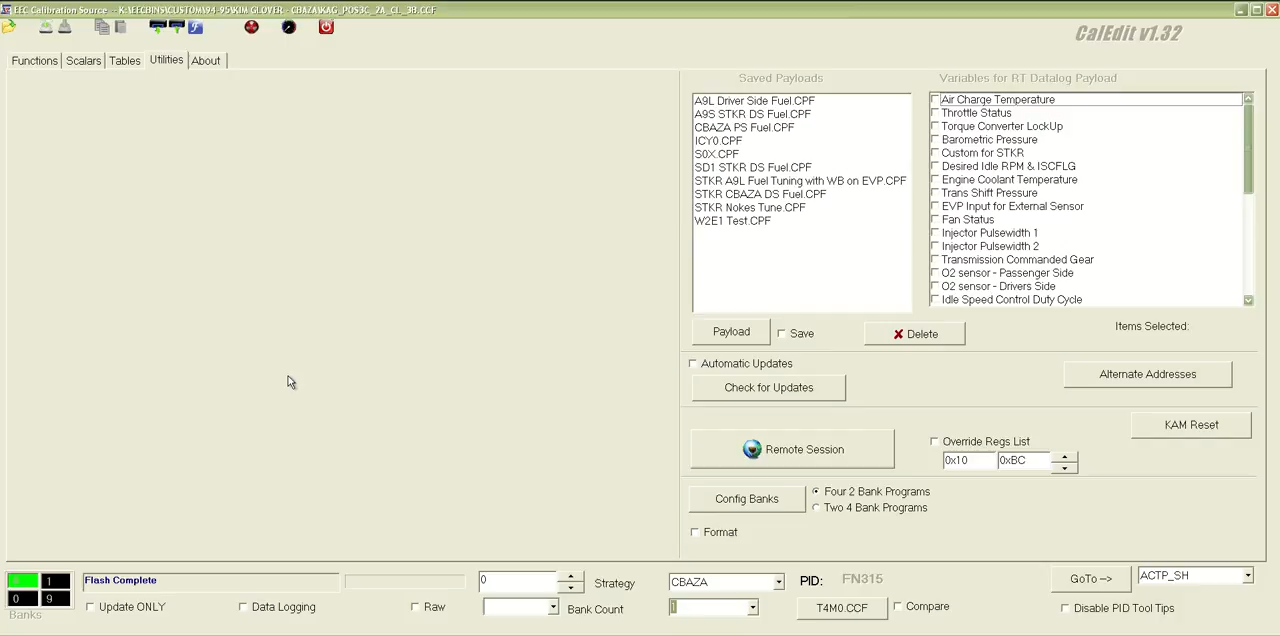 EEC Calibration Source -- K:\EECBINS\CUSTOM\94-95\KIM GLOVER - CBAZA\KAG_POS3C_2A_CL_3B.CCF
CalEdit v1.32
Functions
Scalars
Tables
Utilities
About
Saved Payloads
A9L Driver Side Fuel.CPF
A9S STKR DS Fuel.CPF
CBAZA PS Fuel.CPF
ICY0.CPF
S0X.CPF
SD1 STKR DS Fuel.CPF
STKR A9L Fuel Tuning with WB on EVP.CPF
STKR CBAZA DS Fuel.CPF
STKR Nokes Tune.CPF
W2E1 Test.CPF
Variables for RT Datalog Payload
Air Charge Temperature
Throttle Status
Torque Converter LockUp
Barometric Pressure
Custom for STKR
Desired Idle RPM & ISCFLG
Engine Coolant Temperature
Trans Shift Pressure
EVP Input for External Sensor
Fan Status
Injector Pulsewidth 1
Injector Pulsewidth 2
Transmission Commanded Gear
O2 sensor - Passenger Side
O2 sensor - Drivers Side
Idle Speed Control Duty Cycle
Payload
Save
Delete
Items Selected:
Automatic Updates
Check for Updates
Alternate Addresses
KAM Reset
Remote Session
Override Regs List
0x10
0xBC
Config Banks
Four 2 Bank Programs
Two 4 Bank Programs
Format
1
0 9
Banks
Flash Complete
0
Strategy
CBAZA
PID:
FN315
GoTo -->
ACTP_SH
Update ONLY
Data Logging
Raw
Bank Count
1
T4M0.CCF
Compare
Disable PID Tool Tips